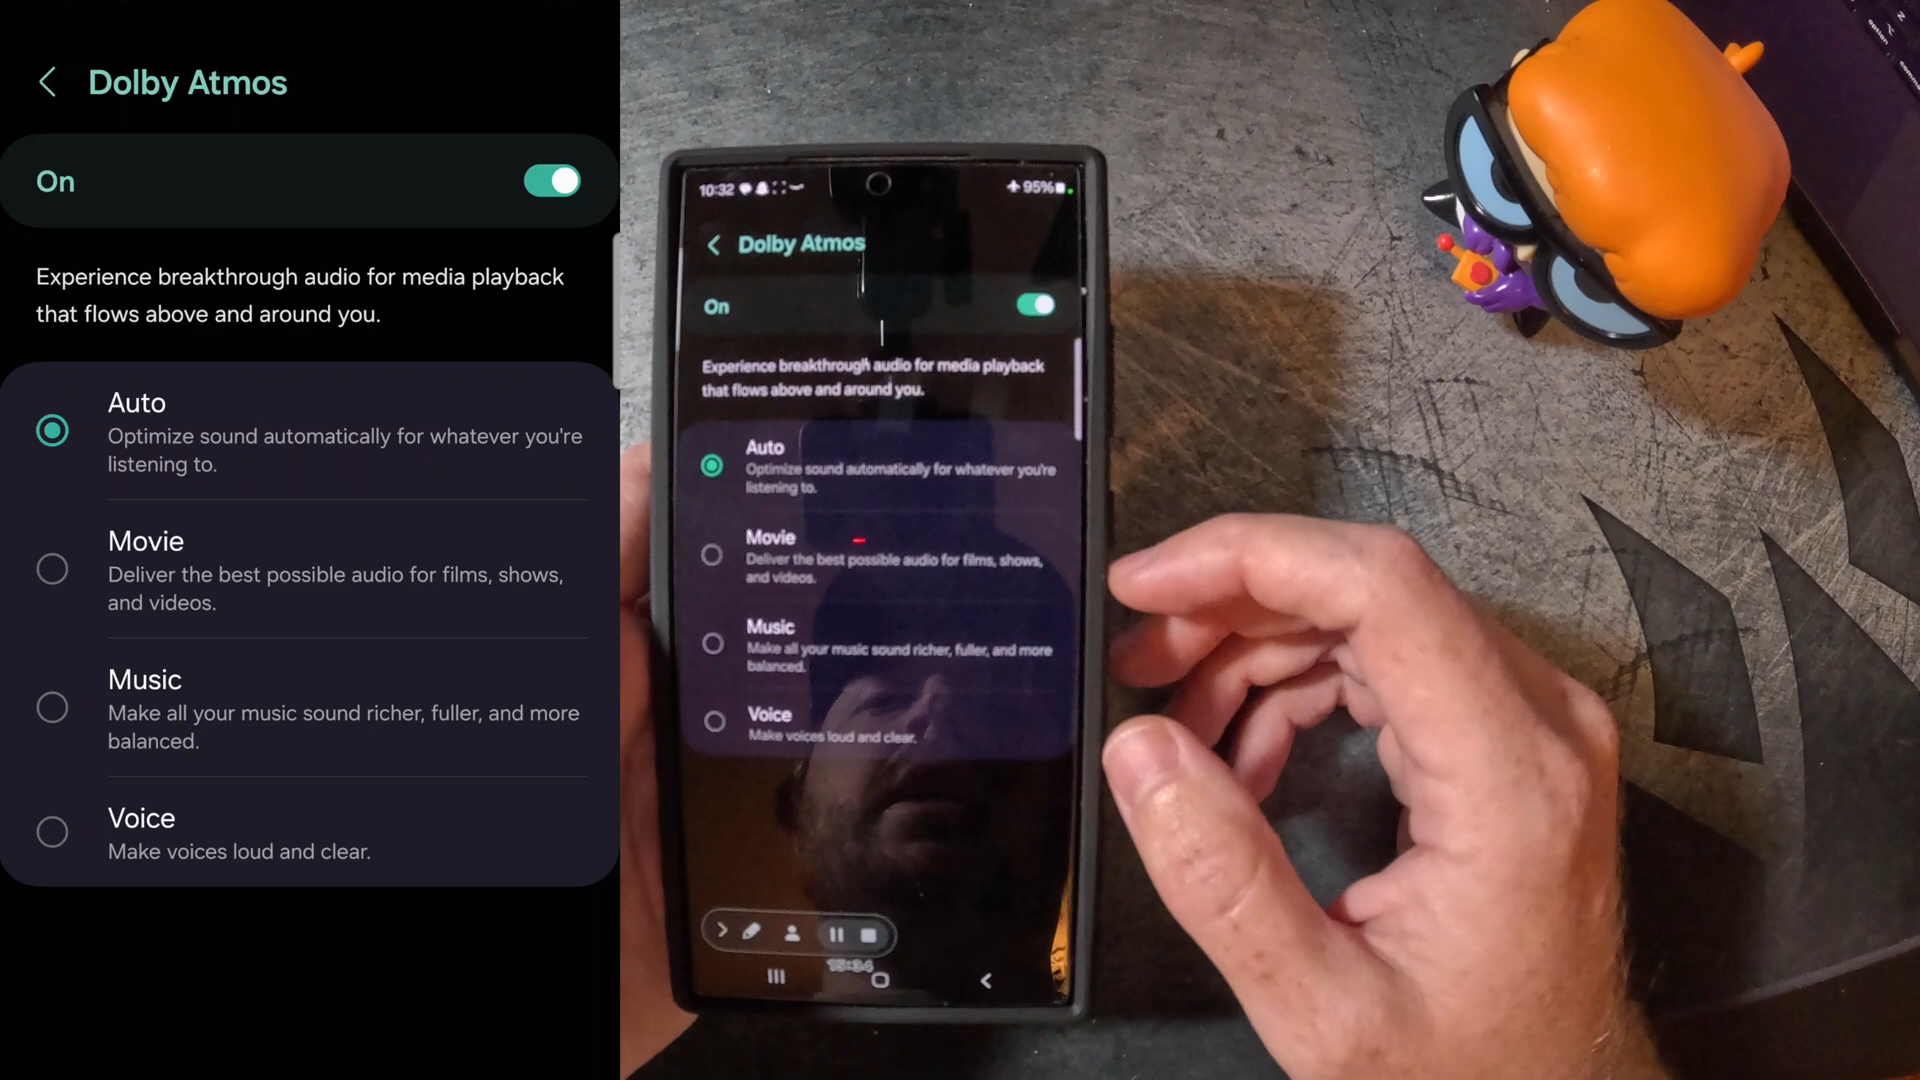 Dolby Atmos
On
Experience breakthrough audio for media playback
that flows above and around you.
Auto
Optimize sound automatically for whatever you're
listening to.
Movie
Deliver the best possible audio for films, shows,
and videos.
Music
Make all your music sound richer, fuller, and more
balanced.
Voice
Make voices loud and clear.
10:32
95%
Dolby Atmos
On
Experience breakthrough audio for media playback
that flows above and around you.
Auto
Optimize sound automatically for whatever you're
listening to.
Movie
Deliver the best possible audio for films, shows,
and videos.
Music
Make all your music sound richer, fuller, and more
balanced.
Voice
Make voices loud and clear.
N
option